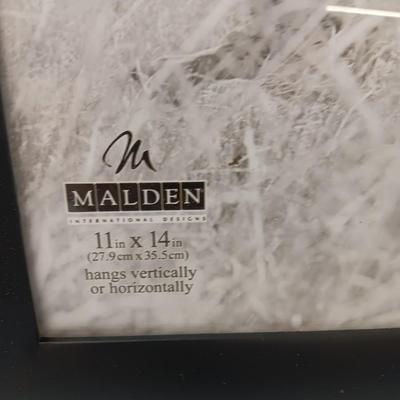 M
MALDEN
INTERNATIONAL DESIGNS
11in x 14in
(27.9cm x 35.5cm)
hangs vertically
or horizontally